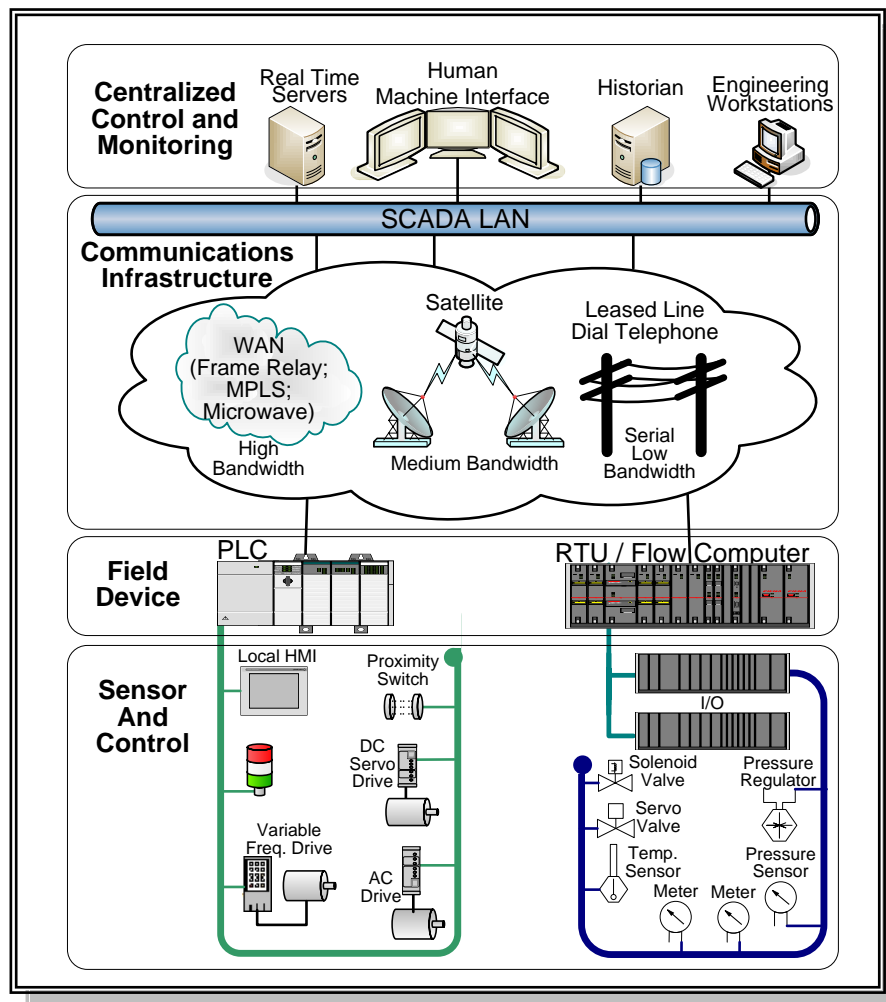 Centralized
Control and
Monitoring
Real Time
Servers
Human
Machine Interface
Historian
Engineering
Workstations
SCADA LAN
Communications
Infrastructure
WAN
(Frame Relay;
MPLS;
Microwave)
High
Bandwidth
Satellite
Medium Bandwidth
Leased Line
Dial Telephone
Serial
Low
Bandwidth
Field
Device
PLC
RTU / Flow Computer
Sensor
And
Control
Local HMI
Proximity
Switch
DC
Servo
Drive
Variable
Freq. Drive
AC
Drive
I/O
Solenoid
Valve
Pressure
Regulator
Servo
Valve
Temp.
Sensor
Pressure
Sensor
Meter
Meter